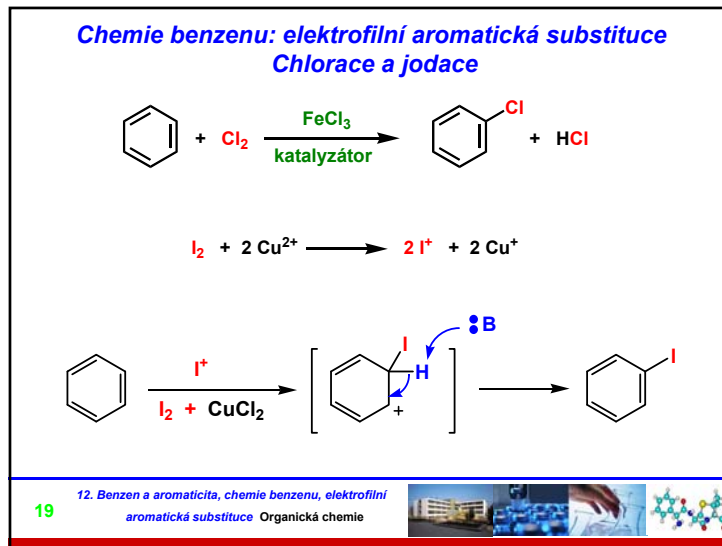 Chemie benzenu: elektrofilní aromatická substituce
Chlorace a jodace
+ Cl₂ FeCl₃ katalyzátor Cl + HCl
I₂ + 2 Cu²⁺ 2 I⁺ + 2 Cu⁺
I⁺ I₂ + CuCl₂ I H + :B I
12. Benzen a aromaticita, chemie benzenu, elektrofilní
19 aromatická substituce Organická chemie